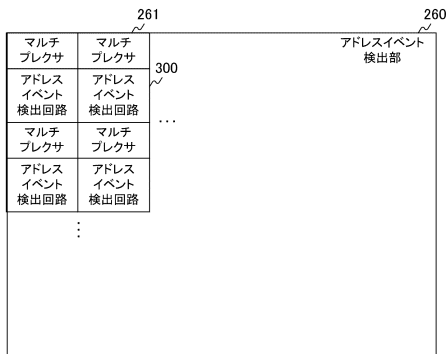 261
260
マルチ
プレクサ
マルチ
プレクサ
アドレスイベント
検出部
アドレス
イベント
検出回路
アドレス
イベント
検出回路
300
...
マルチ
プレクサ
マルチ
プレクサ
アドレス
イベント
検出回路
アドレス
イベント
検出回路
⋮